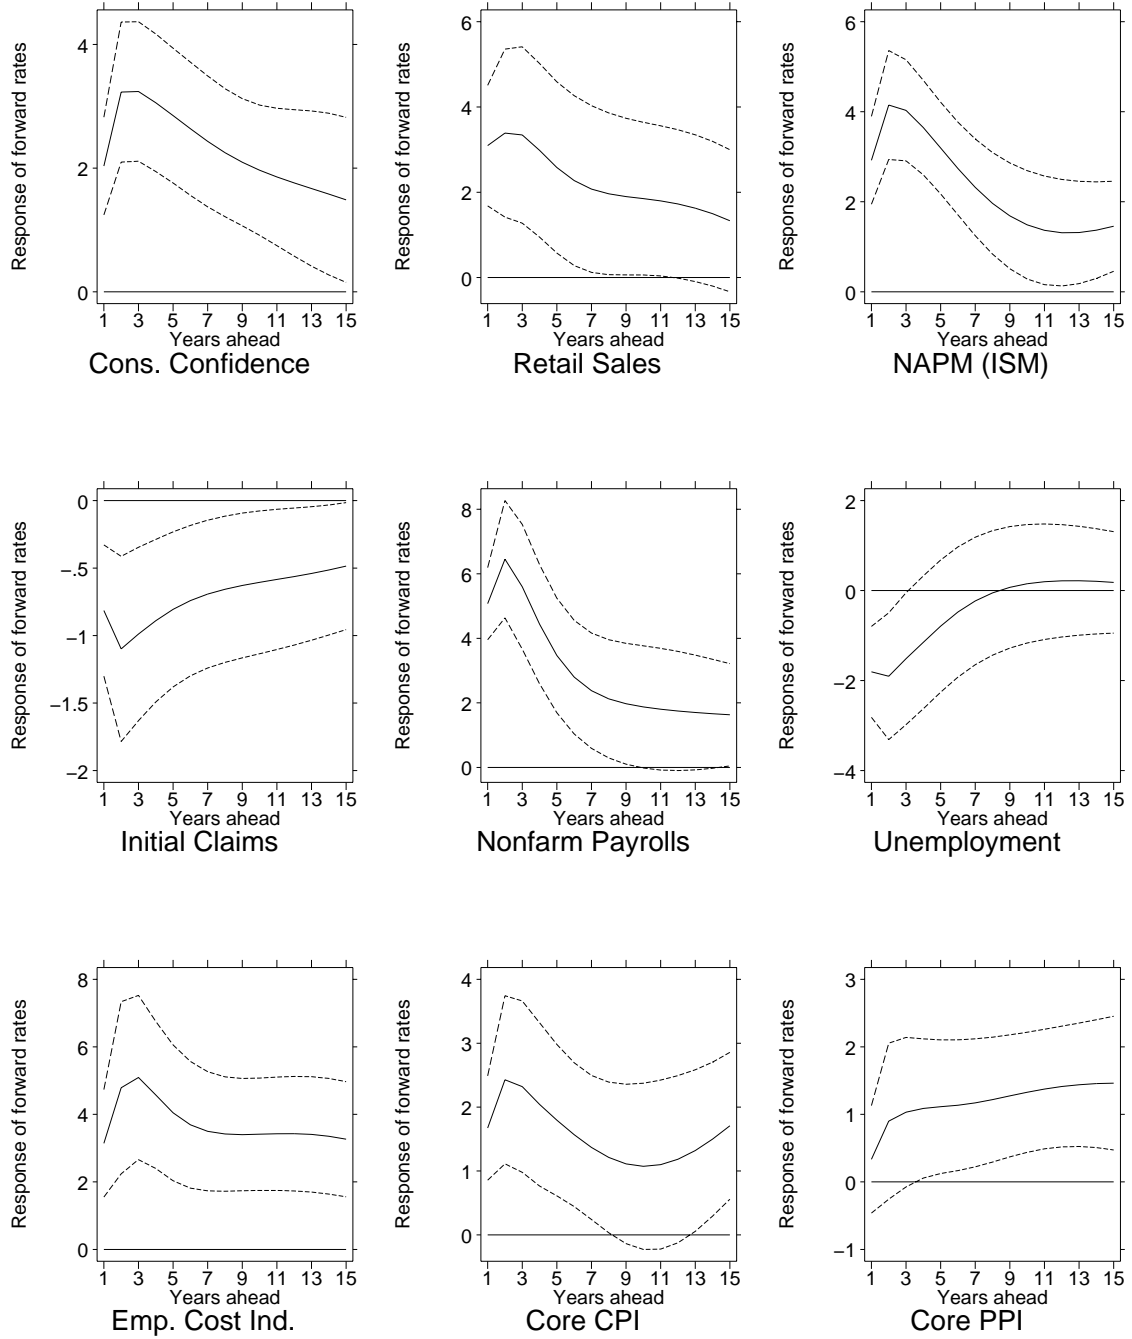 Response of forward rates
6
4
2
0
1 3 5 7 9 11 13 15
Years ahead
Cons. Confidence
Response of forward rates
6
4
2
0
1 3 5 7 9 11 13 15
Years ahead
Retail Sales
Response of forward rates
6
4
2
0
1 3 5 7 9 11 13 15
Years ahead
NAPM (ISM)
Response of forward rates
0
−.5
−1
−1.5
−2
1 3 5 7 9 11 13 15
Years ahead
Initial Claims
Response of forward rates
8
6
4
2
0
1 3 5 7 9 11 13 15
Years ahead
Nonfarm Payrolls
Response of forward rates
2
0
−2
−4
1 3 5 7 9 11 13 15
Years ahead
Unemployment
Response of forward rates
8
6
4
2
0
1 3 5 7 9 11 13 15
Years ahead
Emp. Cost Ind.
Response of forward rates
4
3
2
1
0
1 3 5 7 9 11 13 15
Years ahead
Core CPI
Response of forward rates
3
2
1
0
−1
1 3 5 7 9 11 13 15
Years ahead
Core PPI